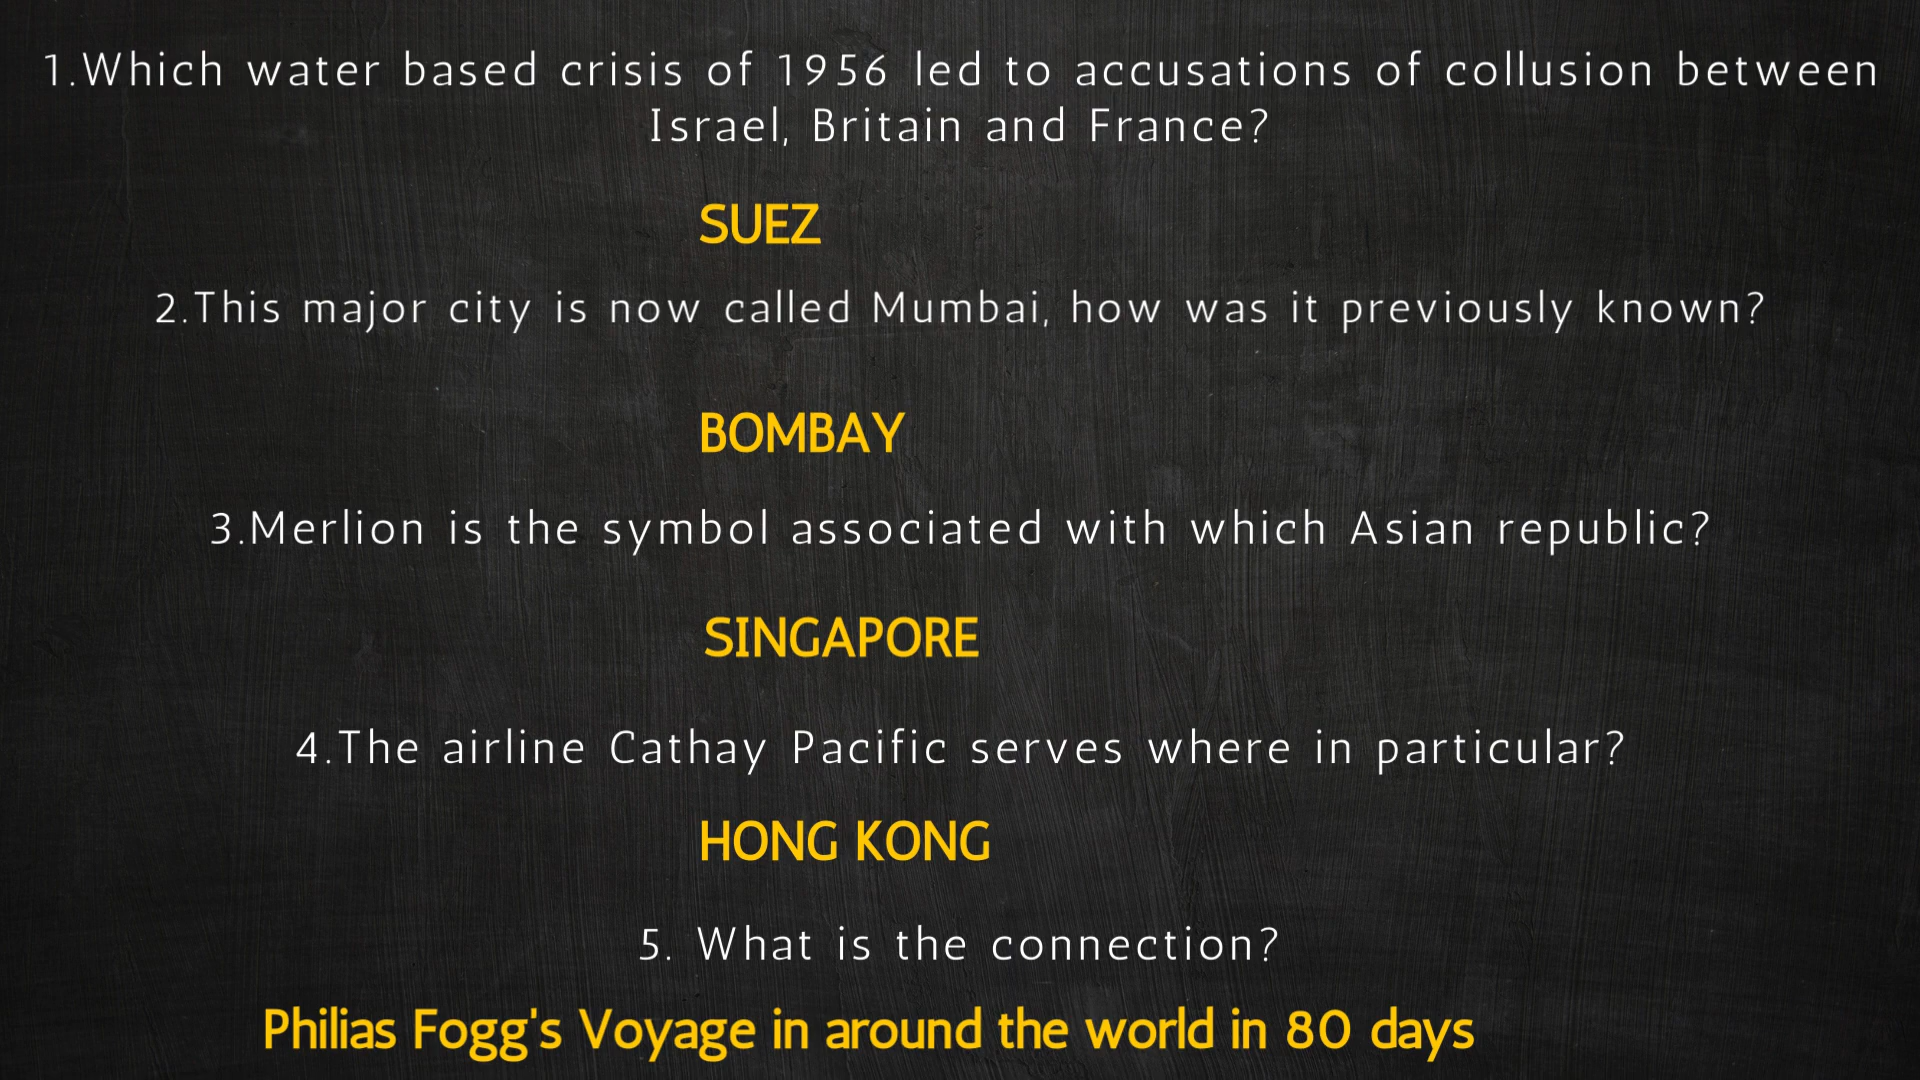 1.Which water based crisis of 1956 led to accusations of collusion between
Israel, Britain and France?
SUEZ
2.This major city is now called Mumbai, how was it previously known?
BOMBAY
3.Merlion is the symbol associated with which Asian republic?
SINGAPORE
4.The airline Cathay Pacific serves where in particular?
HONG KONG
5. What is the connection?
Philias Fogg's Voyage in around the world in 80 days